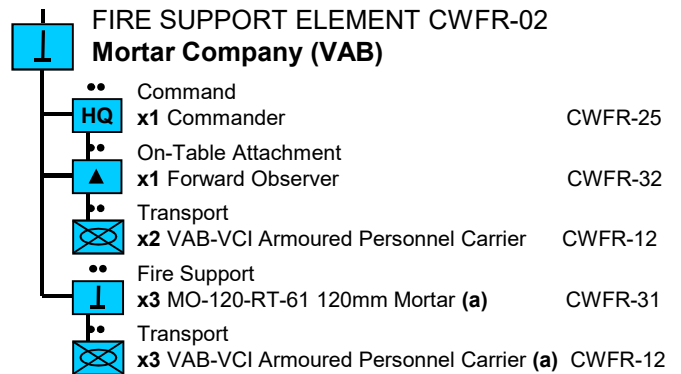 FIRE SUPPORT ELEMENT CWFR-02
Mortar Company (VAB)
Command
HQ x1 Commander CWFR-25
On-Table Attachment
x1 Forward Observer CWFR-32
Transport
x2 VAB-VCI Armoured Personnel Carrier CWFR-12
Fire Support
x3 MO-120-RT-61 120mm Mortar (a) CWFR-31
Transport
x3 VAB-VCI Armoured Personnel Carrier (a) CWFR-12